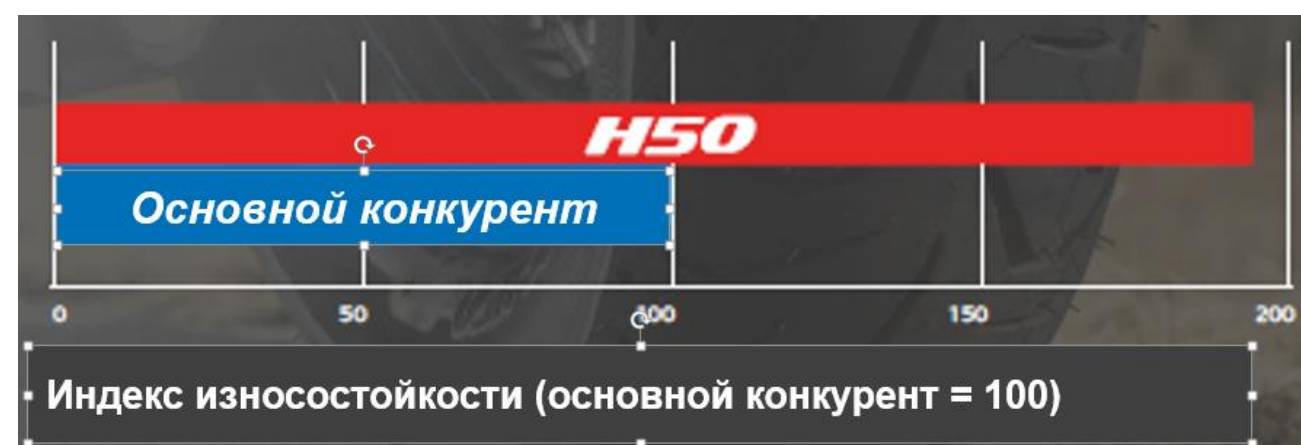 H50
Основной конкурент
0 50 100 150 200
Индекс износостойкости (основной конкурент = 100)